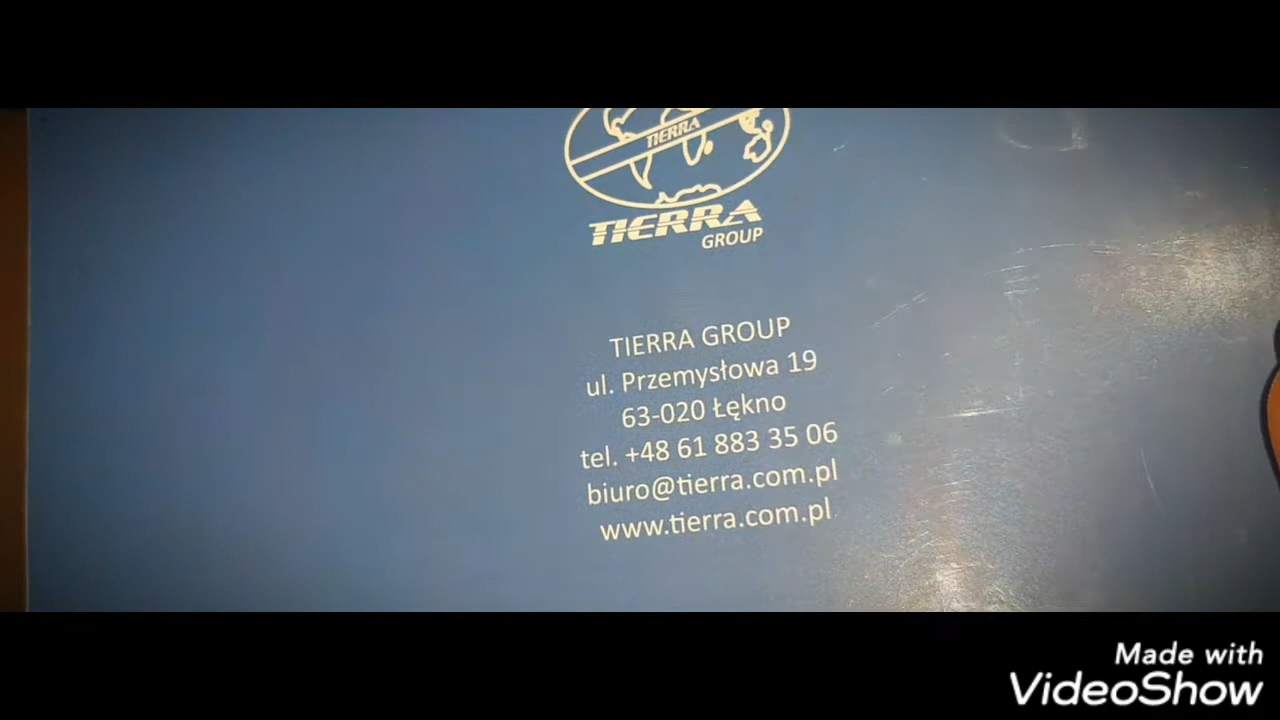 TIERRA
TIERRA
GROUP
TIERRA GROUP
ul. Przemysłowa 19
63-020 Łękno
tel. +48 61 883 35 06
biuro@tierra.com.pl
www.tierra.com.pl
Made with
VideoShow